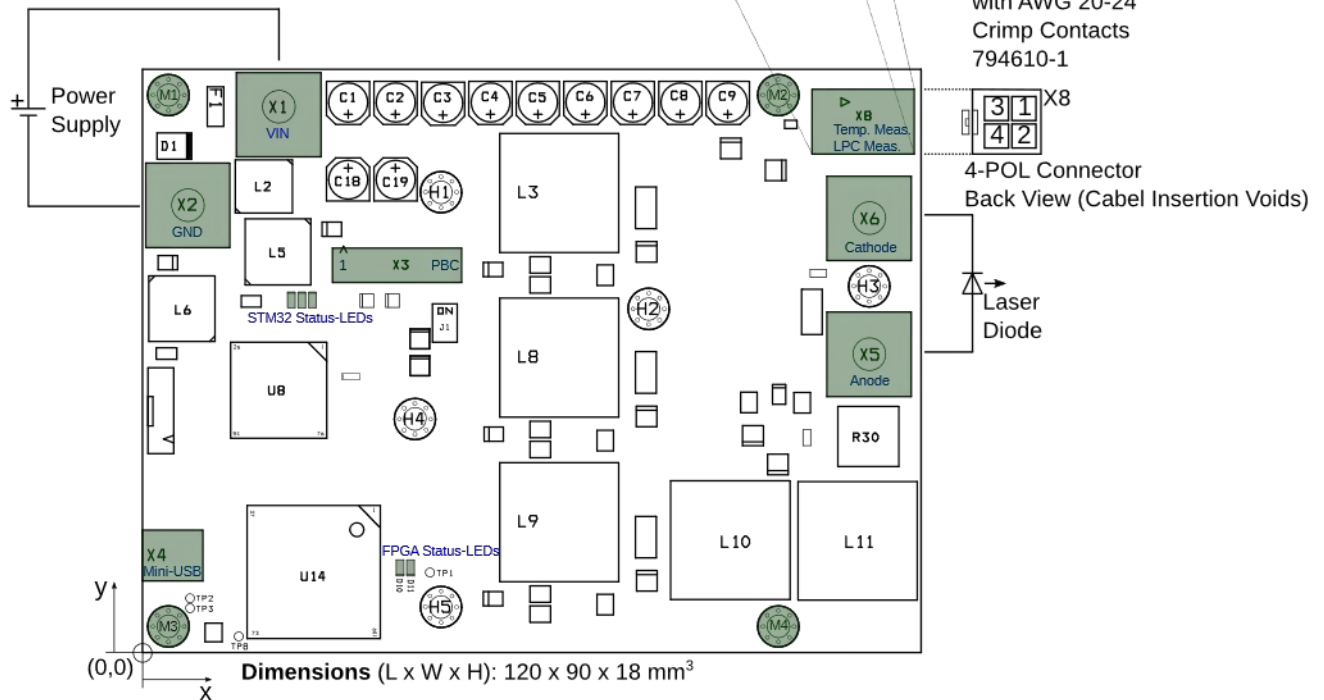 with AWG 20-24
Crimp Contacts
794610-1
Power
Supply
M1
F1
X1
VIN
C1
C2
C3
C4
C5
C6
C7
C8
C9
M2
X8
Temp. Meas.
LPC Meas.
3 1
4 2
X8
4-POL Connector
Back View (Cabel Insertion Voids)
D1
X2
GND
L2
C18
C19
H1
L3
X6
Cathode
L5
1
X3
PBC
L6
STM32 Status-LEDs
ON
J1
H2
H3
Laser
Diode
U8
L8
X5
Anode
H4
R30
L9
L10
L11
X4
Mini-USB
U14
FPGA Status-LEDs
D10
D11
TP1
H5
TP2
TP3
M3
TP8
M4
y
(0,0)
x
Dimensions (L x W x H): 120 x 90 x 18 mm³